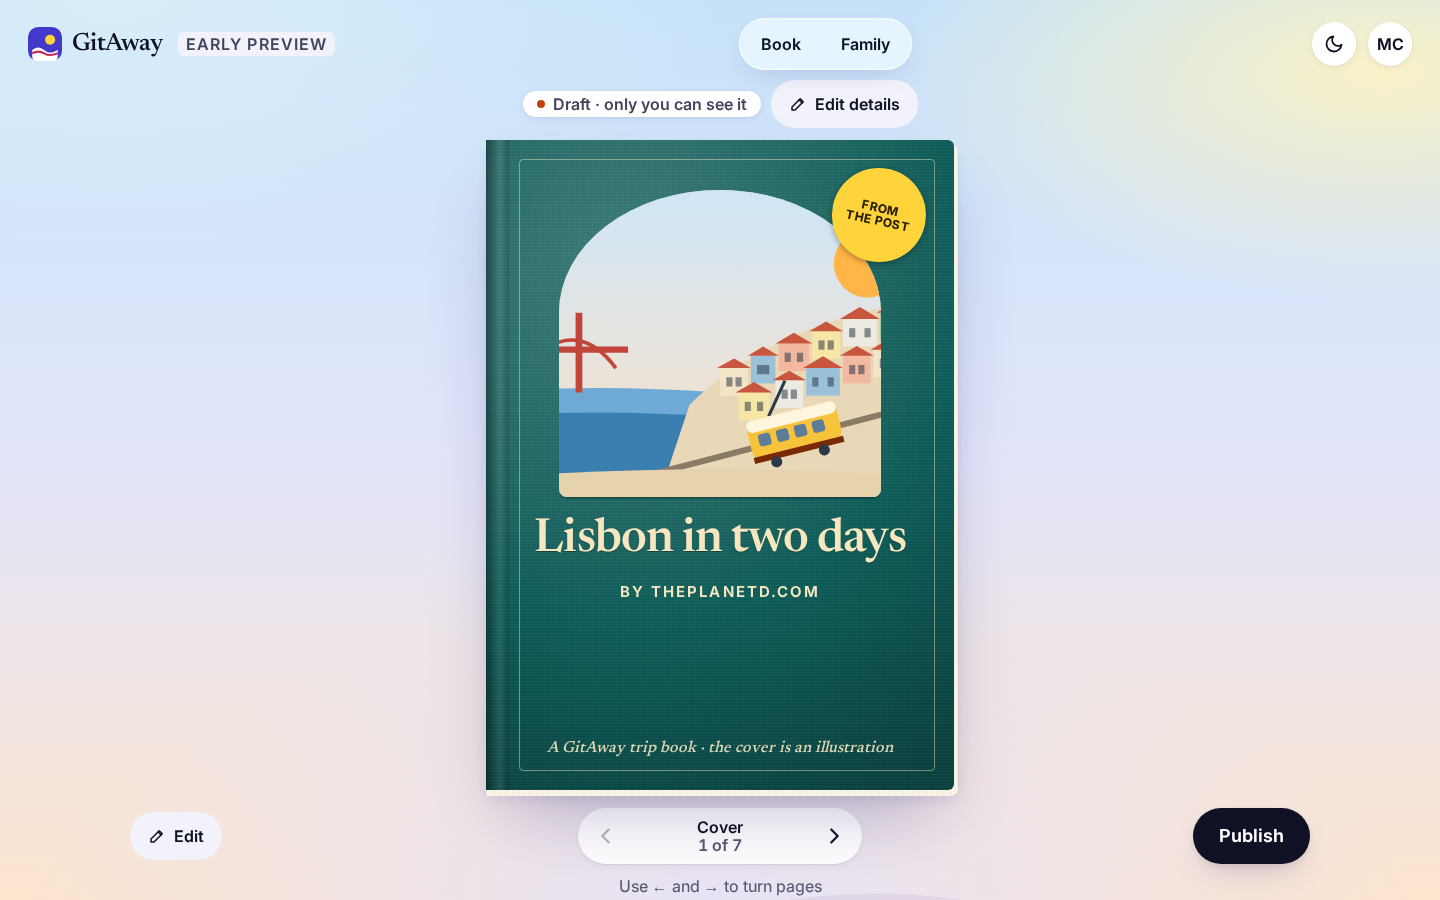 GitAway
EARLY PREVIEW
Book
Family
MC
Draft · only you can see it
Edit details
FROM
THE POST
Lisbon in two days
BY THEPLANETD.COM
A GitAway trip book · the cover is an illustration
Edit
Cover
1 of 7
Publish
Use ← and → to turn pages